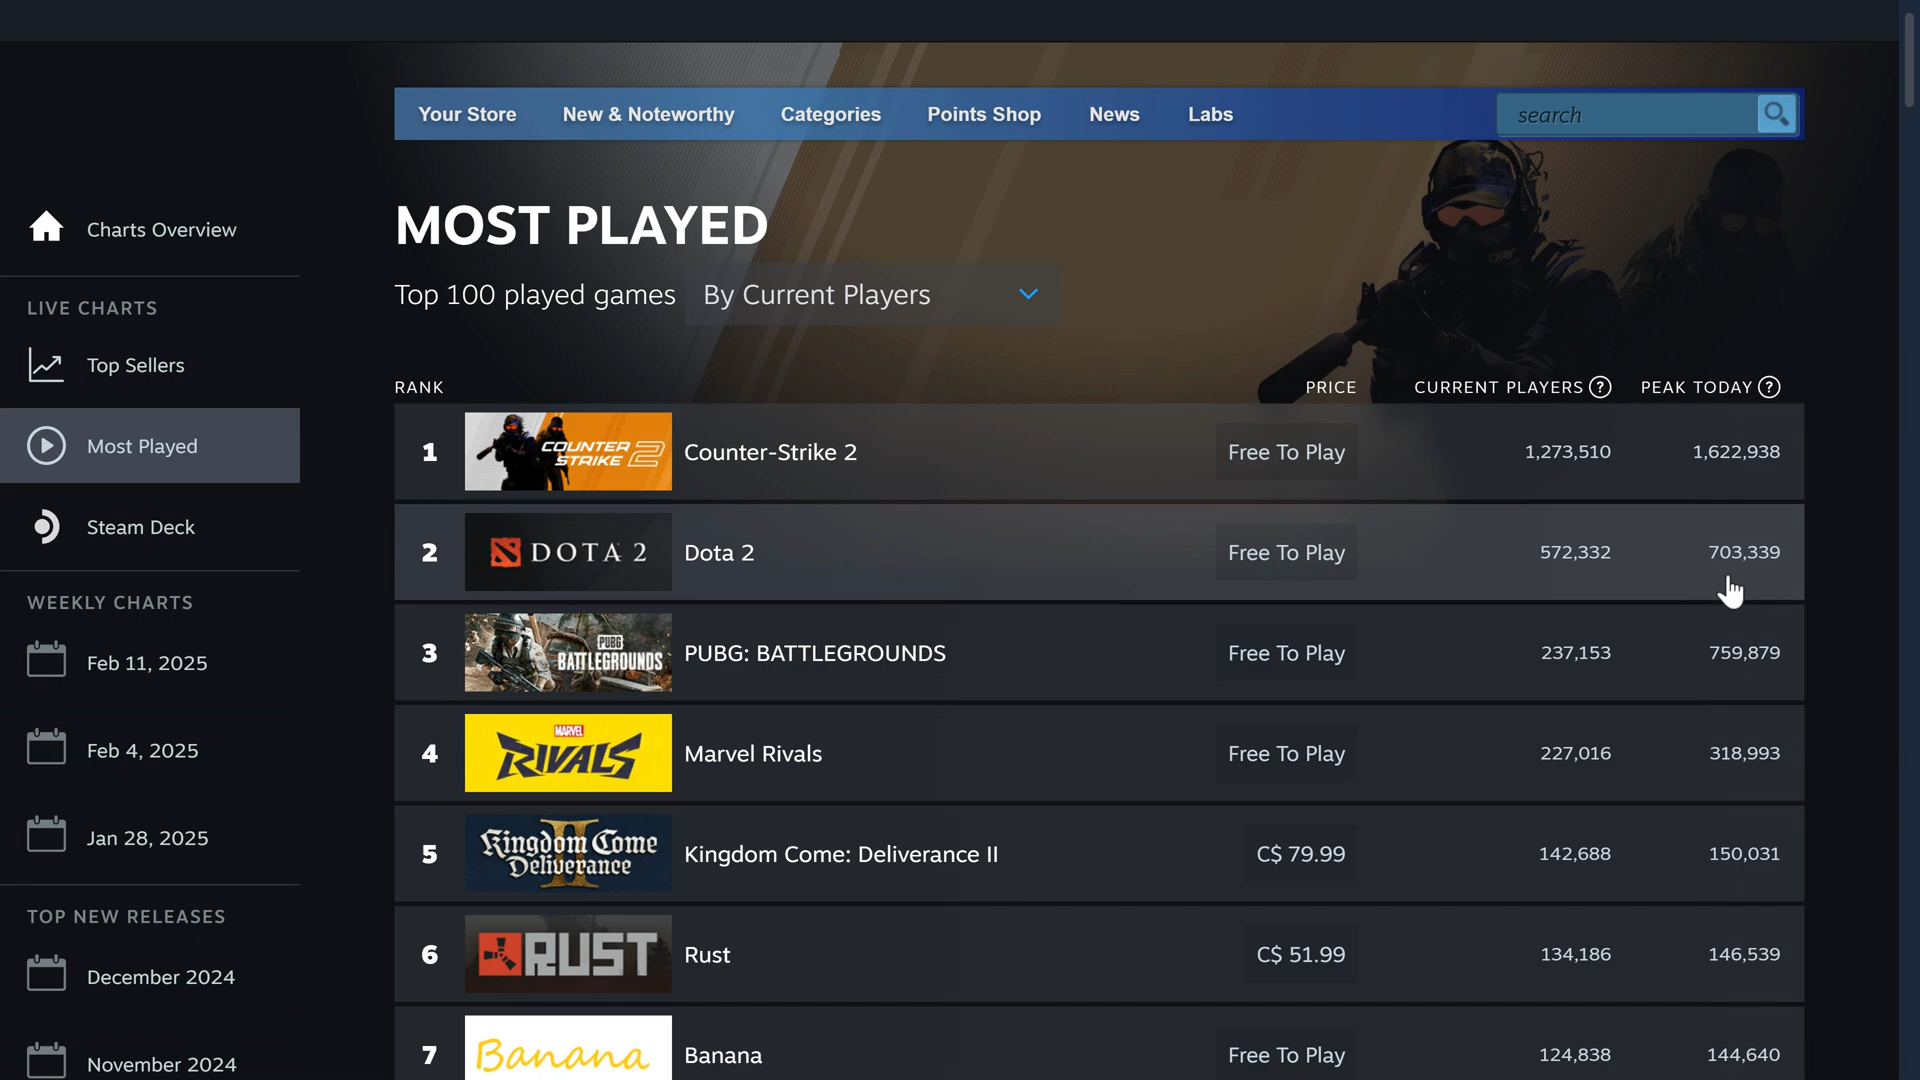 Your Store New & Noteworthy Categories Points Shop News Labs search
MOST PLAYED
Top 100 played games By Current Players
Charts Overview
LIVE CHARTS
Top Sellers
Most Played
Steam Deck
WEEKLY CHARTS
Feb 11, 2025
Feb 4, 2025
Jan 28, 2025
TOP NEW RELEASES
December 2024
November 2024
RANK PRICE CURRENT PLAYERS ? PEAK TODAY ?
1 COUNTER STRIKE 2 Counter-Strike 2 Free To Play 1,273,510 1,622,938
2 DOTA 2 Dota 2 Free To Play 572,332 703,339
3 PUBG BATTLEGROUNDS PUBG: BATTLEGROUNDS Free To Play 237,153 759,879
4 MARVEL RIVALS Marvel Rivals Free To Play 227,016 318,993
5 Kingdom Come Deliverance II Kingdom Come: Deliverance II C$ 79.99 142,688 150,031
6 RUST Rust C$ 51.99 134,186 146,539
7 Banana Banana Free To Play 124,838 144,640